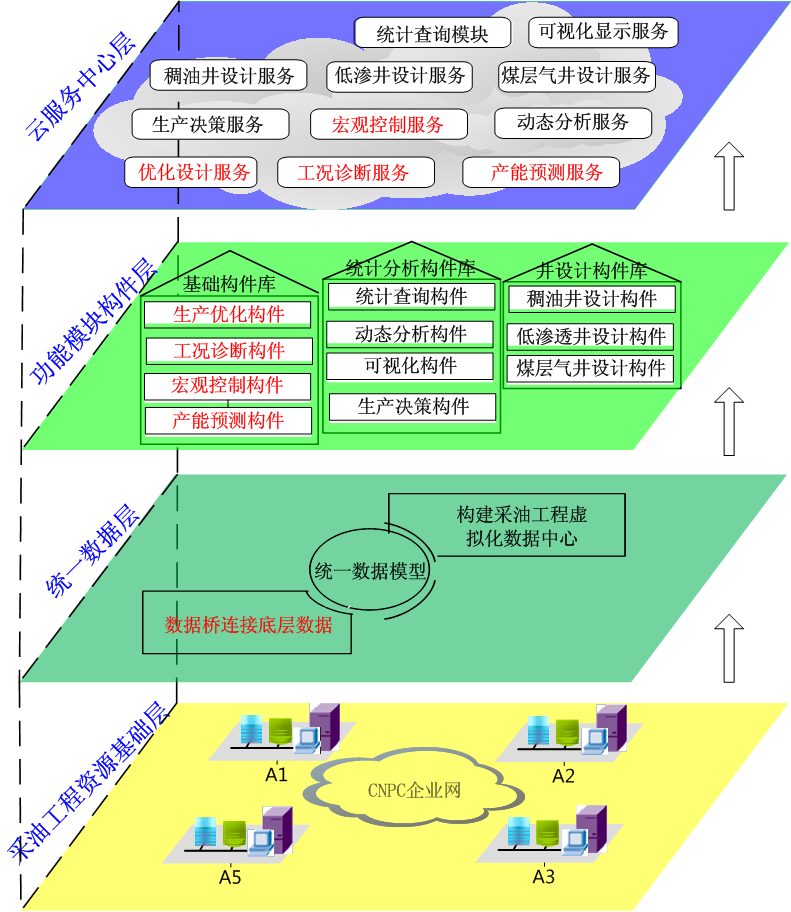 云服务中心层
统计查询模块
可视化显示服务
稠油井设计服务
低渗井设计服务
煤层气井设计服务
生产决策服务
宏观控制服务
动态分析服务
优化设计服务
工况诊断服务
产能预测服务
功能模块构件层
基础构件库
生产优化构件
工况诊断构件
宏观控制构件
产能预测构件
统计分析构件库
统计查询构件
动态分析构件
可视化构件
生产决策构件
井设计构件库
稠油井设计构件
低渗透井设计构件
煤层气井设计构件
统一数据层
构建采油工程虚
拟化数据中心
统一数据模型
数据桥连接底层数据
采油工程资源基础层
A1
A2
CNPC企业网
A5
A3